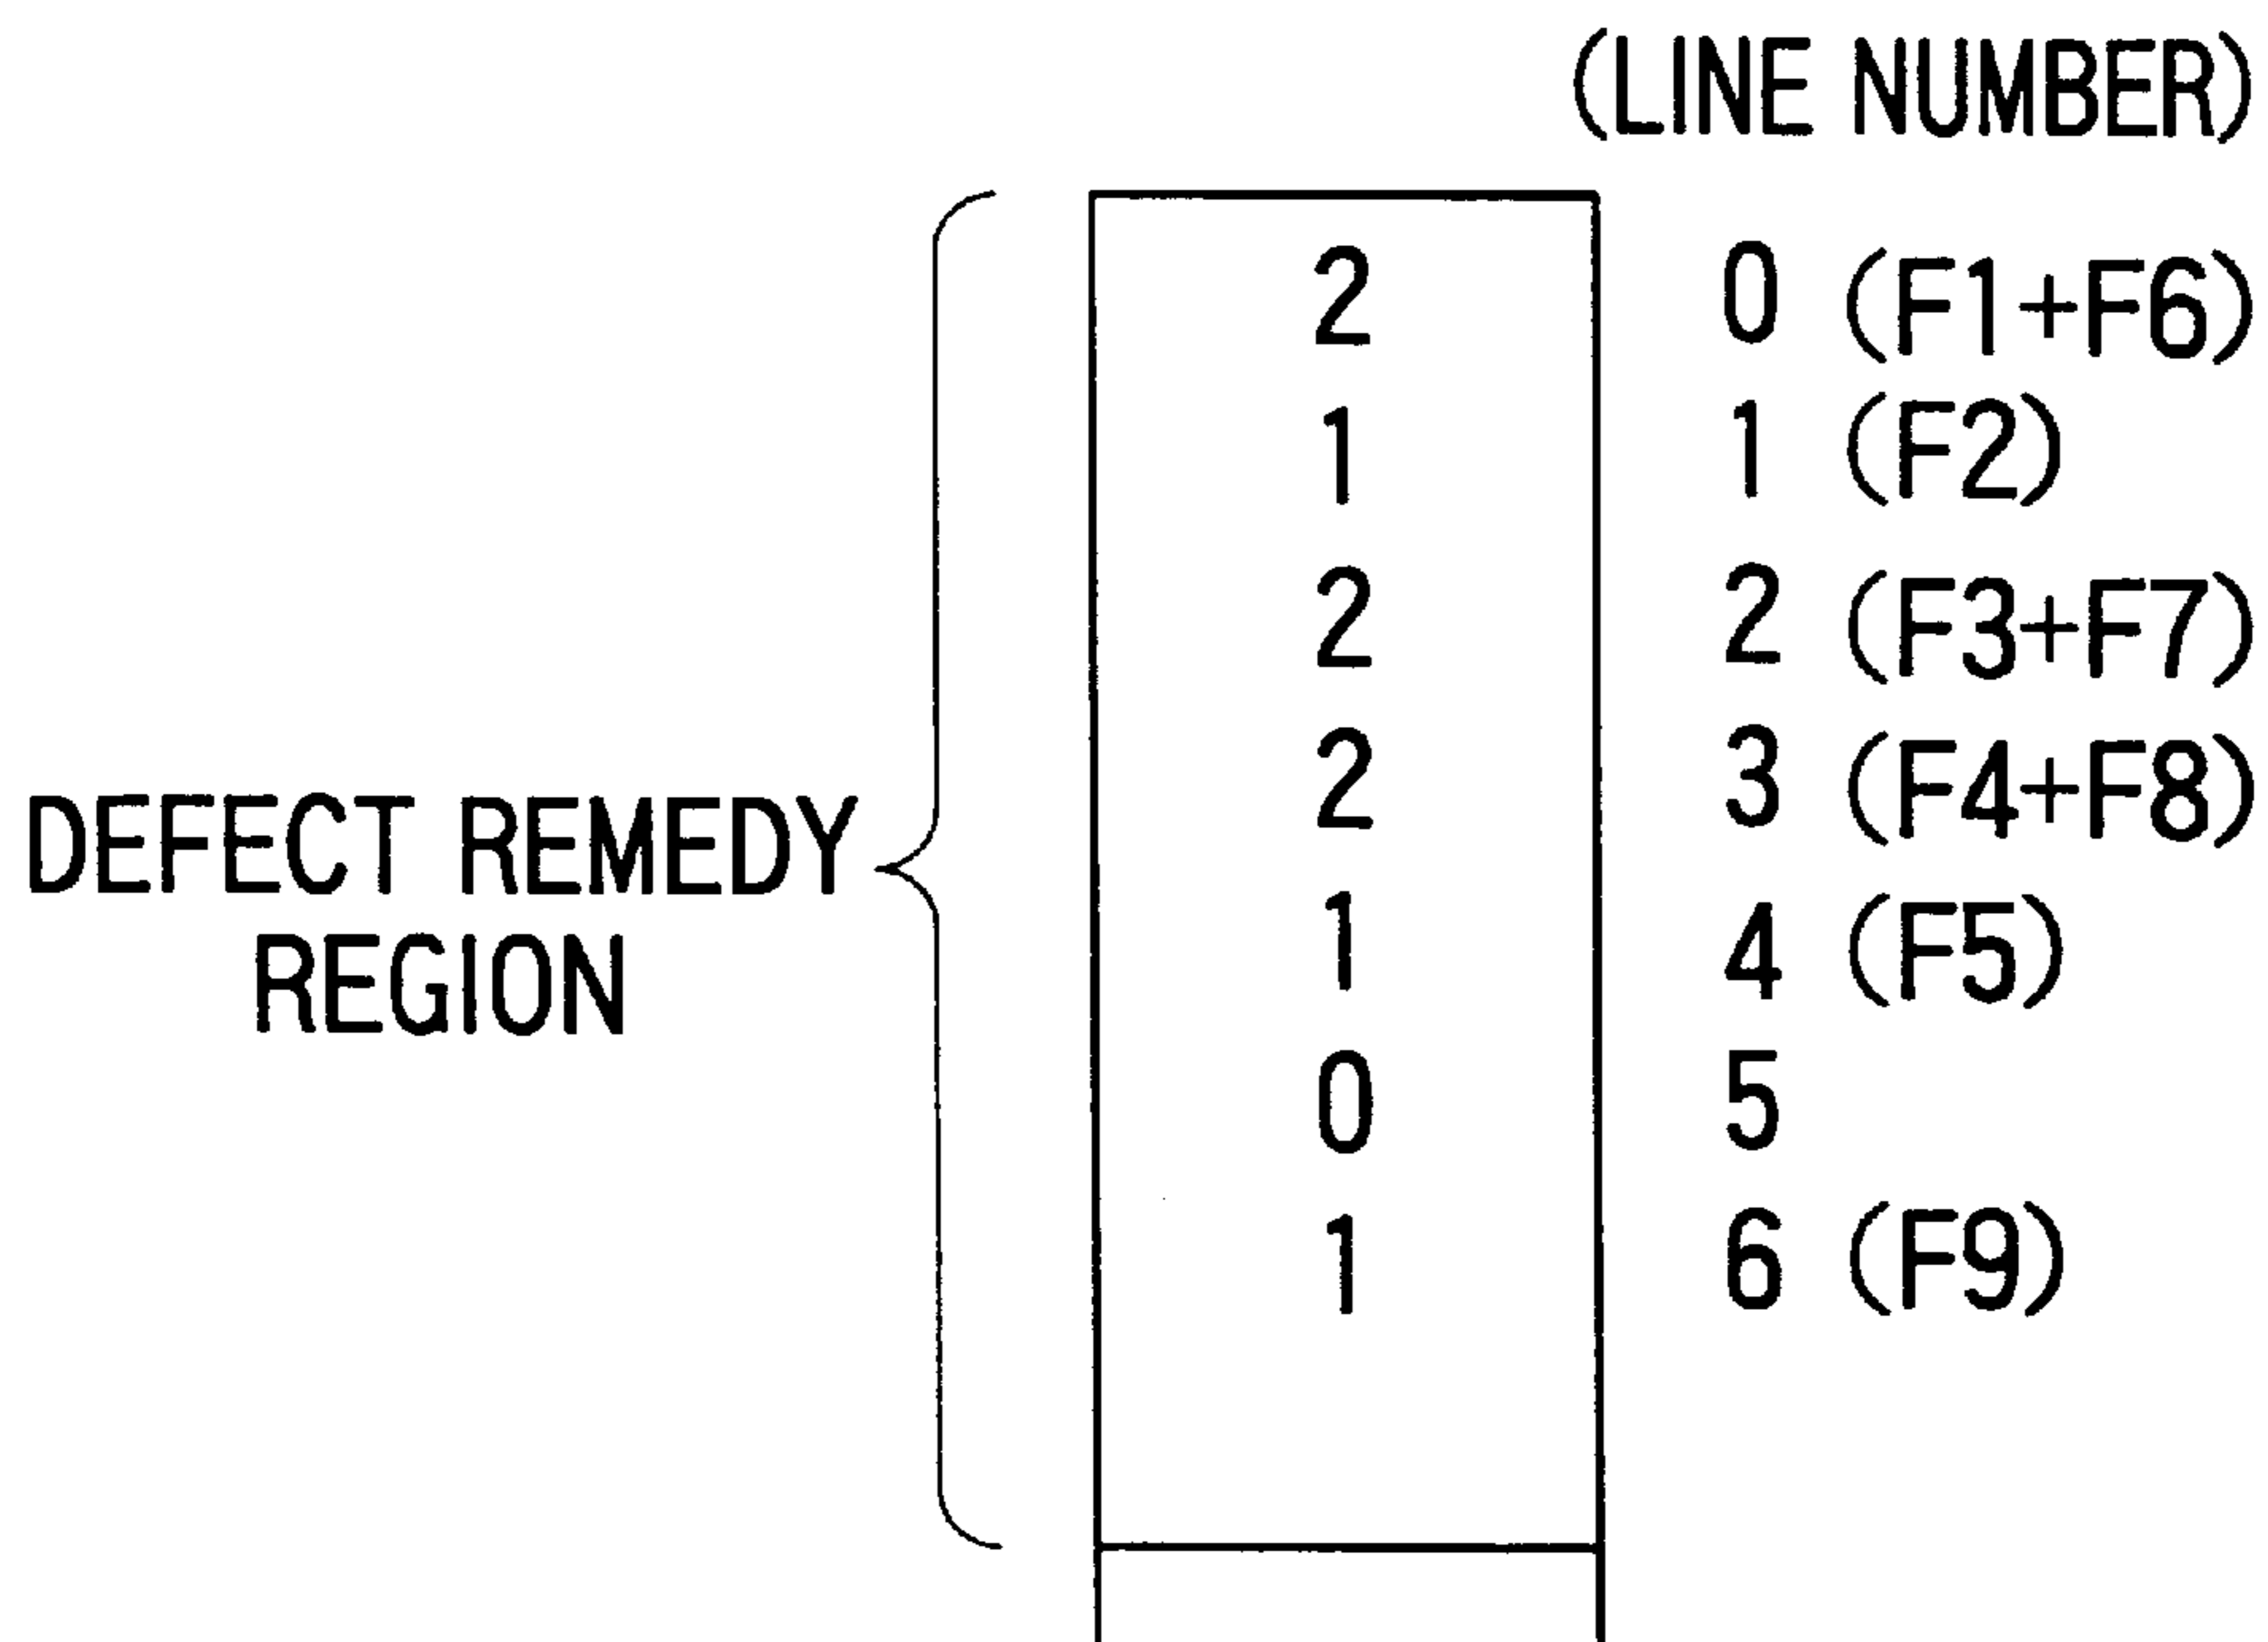 (LINE NUMBER)
2 0 (F1+F6)
1 1 (F2)
2 2 (F3+F7)
2 3 (F4+F8)
DEFECT REMEDY
REGION
1 4 (F5)
0 5
1 6 (F9)